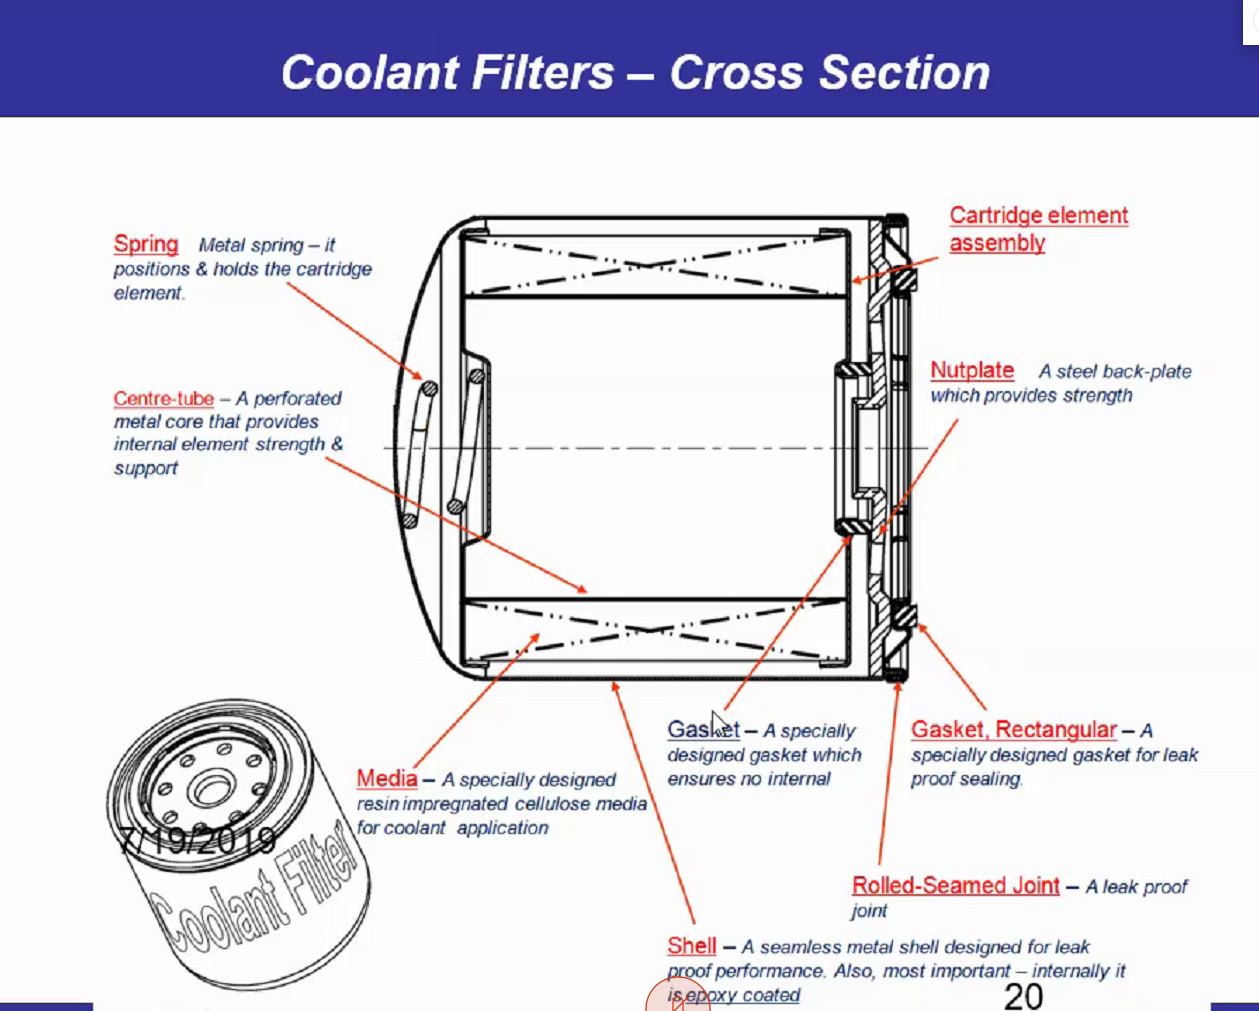 Coolant Filters – Cross Section
Cartridge element
assembly
Spring Metal spring – it
positions & holds the cartridge
element.
Nutplate A steel back-plate
which provides strength
Centre-tube – A perforated
metal core that provides
internal element strength &
support
Gasket – A specially
designed gasket which
ensures no internal
Gasket, Rectangular – A
specially designed gasket for leak
proof sealing.
Media – A specially designed
resin impregnated cellulose media
for coolant application
7/19/2019
Coolant Filter
Rolled-Seamed Joint – A leak proof
joint
Shell – A seamless metal shell designed for leak
proof performance. Also, most important – internally it
is epoxy coated
20